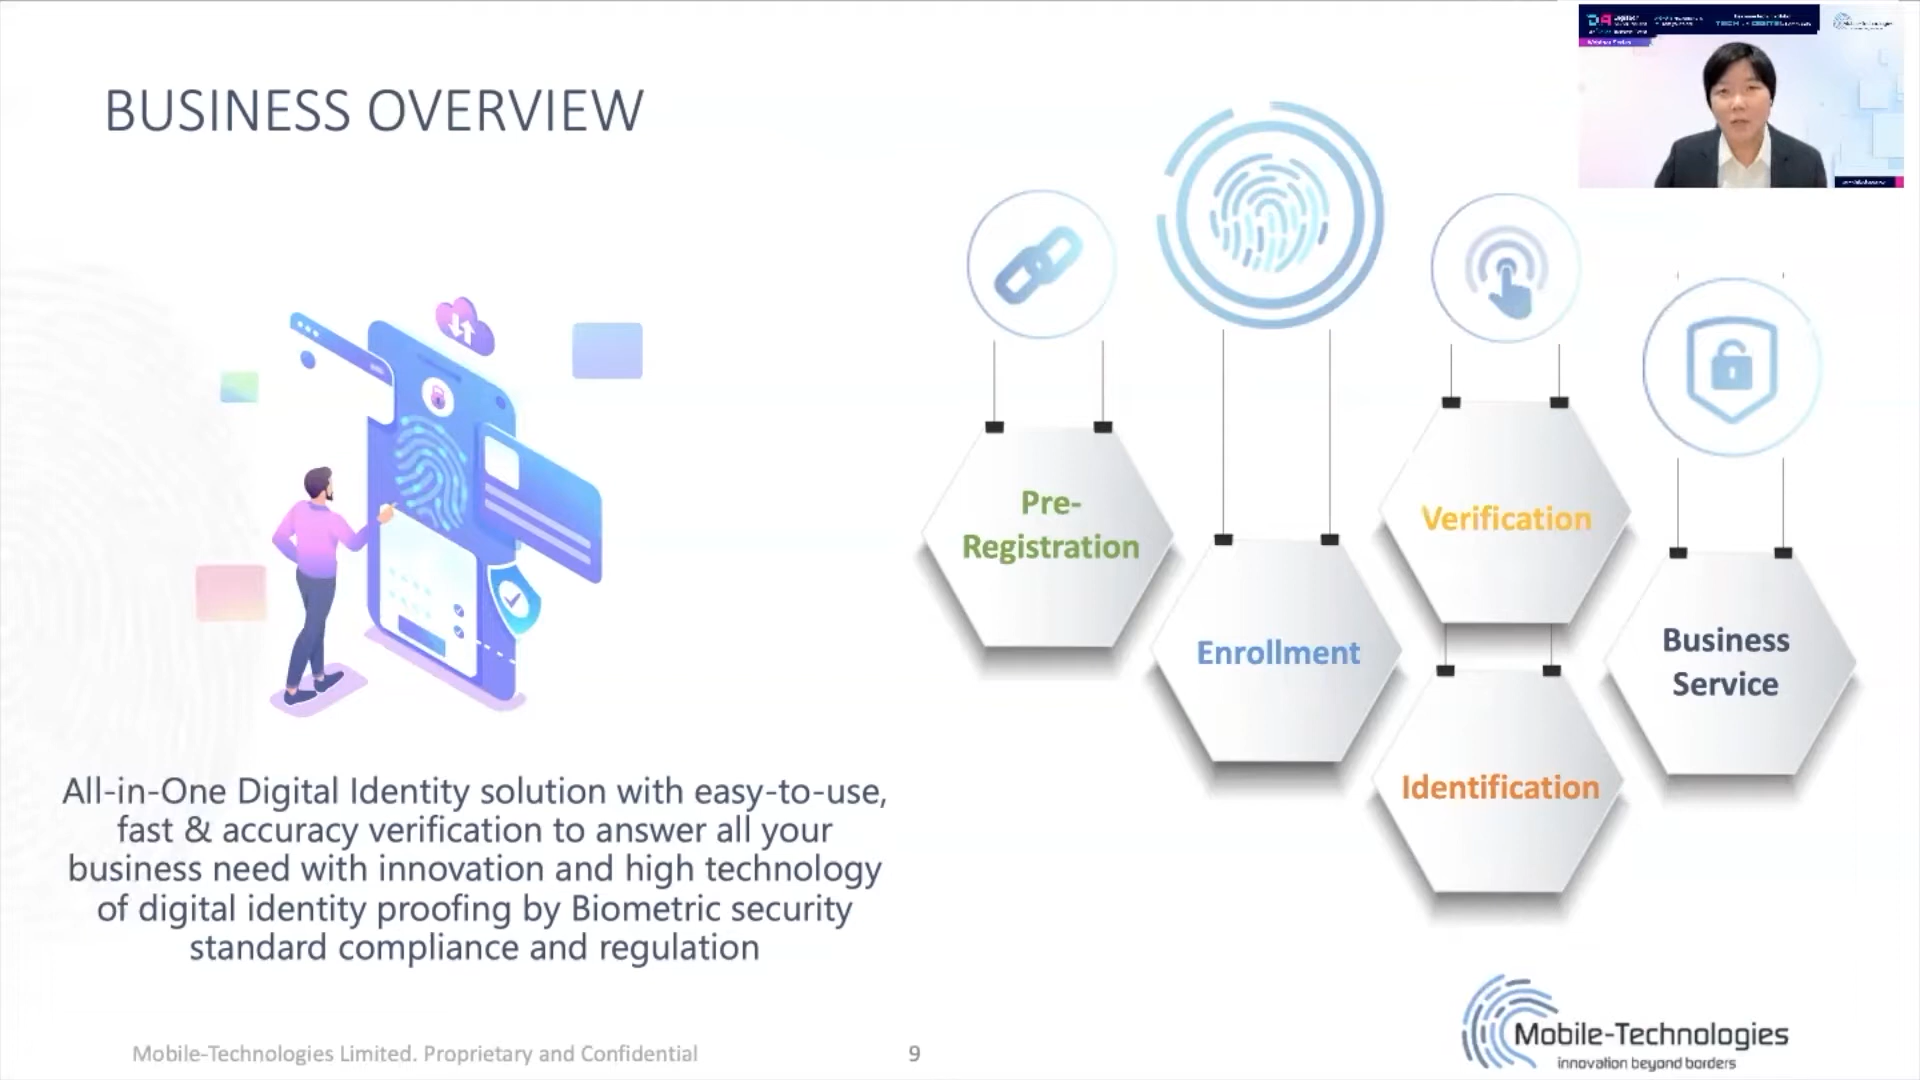 BUSINESS OVERVIEW
Pre-
Registration
Enrollment
Verification
Identification
Business
Service
All-in-One Digital Identity solution with easy-to-use,
fast & accuracy verification to answer all your
business need with innovation and high technology
of digital identity proofing by Biometric security
standard compliance and regulation
Mobile-Technologies Limited. Proprietary and Confidential
9
Mobile-Technologies
innovation beyond borders